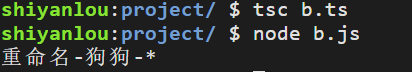 shiyanlou:project/ $ tsc b.ts
shiyanlou:project/ $ node b.js
重命名-狗狗-*